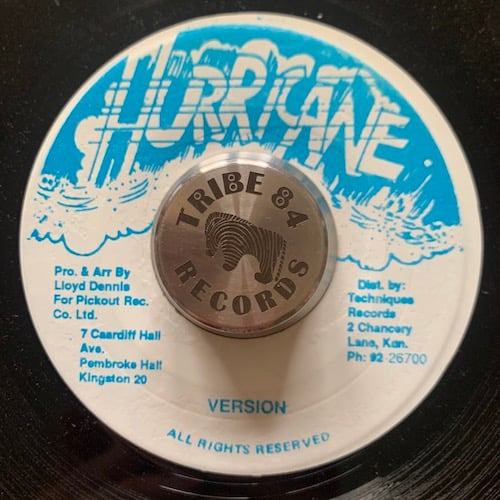 HURRICANE
TRIBE 84
RECORDS
Pro. & Arr By
Lloyd Dennis
For Pickout Rec.
Co. Ltd.
7 Caardiff Hall
Ave.
Pembroke Hall
Kingston 20
Dist. by:
Techniques
Records
2 Chancery
Lane, Kgn.
Ph: 92-26700
VERSION
ALL RIGHTS RESERVED